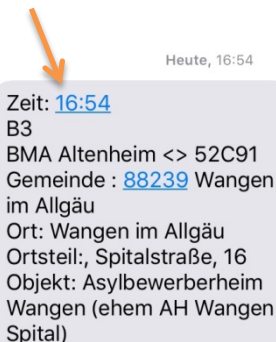 Heute, 16:54
Zeit: 16:54
B3
BMA Altenheim <> 52C91
Gemeinde : 88239 Wangen
im Allgäu
Ort: Wangen im Allgäu
Ortsteil:, Spitalstraße, 16
Objekt: Asylbewerberheim
Wangen (ehem AH Wangen
Spital)